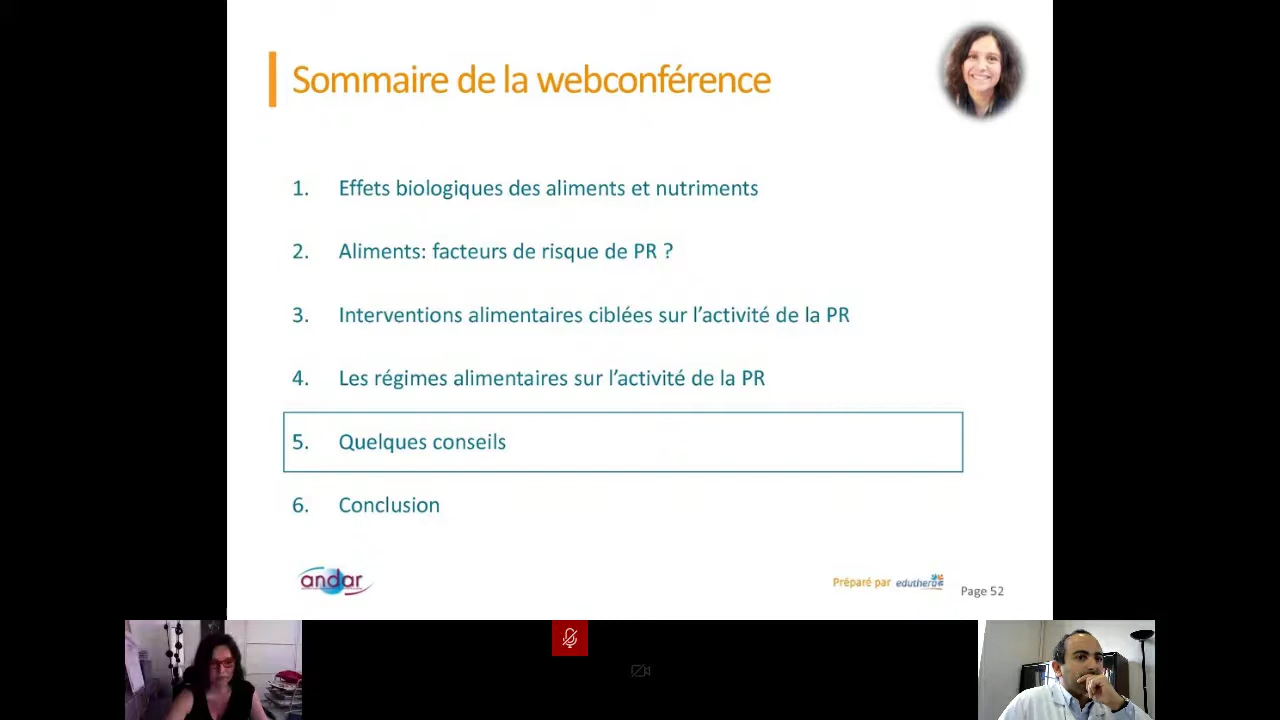 Sommaire de la webconférence
1. Effets biologiques des aliments et nutriments
2. Aliments: facteurs de risque de PR ?
3. Interventions alimentaires ciblées sur l'activité de la PR
4. Les régimes alimentaires sur l'activité de la PR
5. Quelques conseils
6. Conclusion
andar
Préparé par eduthera
Page 52